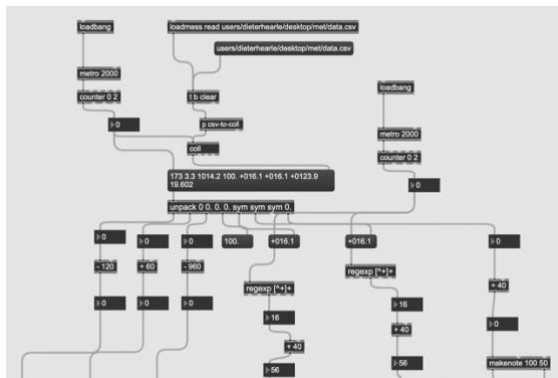 loadbang
loadmess read users/dieterhearle/desktop/met/data.csv
users/dieterhearle/desktop/met/data.csv
metro 2000
loadbang
t b clear
counter 0 2
p csv-to-coll
0
metro 2000
coll
counter 0 2
173 3.3 1014.2 100. +016.1 +016.1 +0123.9
19.602
0
unpack 0 0. 0. 0. sym sym sym 0.
0
0
0
100.
+016.1
+016.1
0
- 120
+ 60
- 960
regexp [^+]+
regexp [^+]+
+ 40
0
0
0
16
16
0
+ 40
+ 40
56
56
makenote 100 50